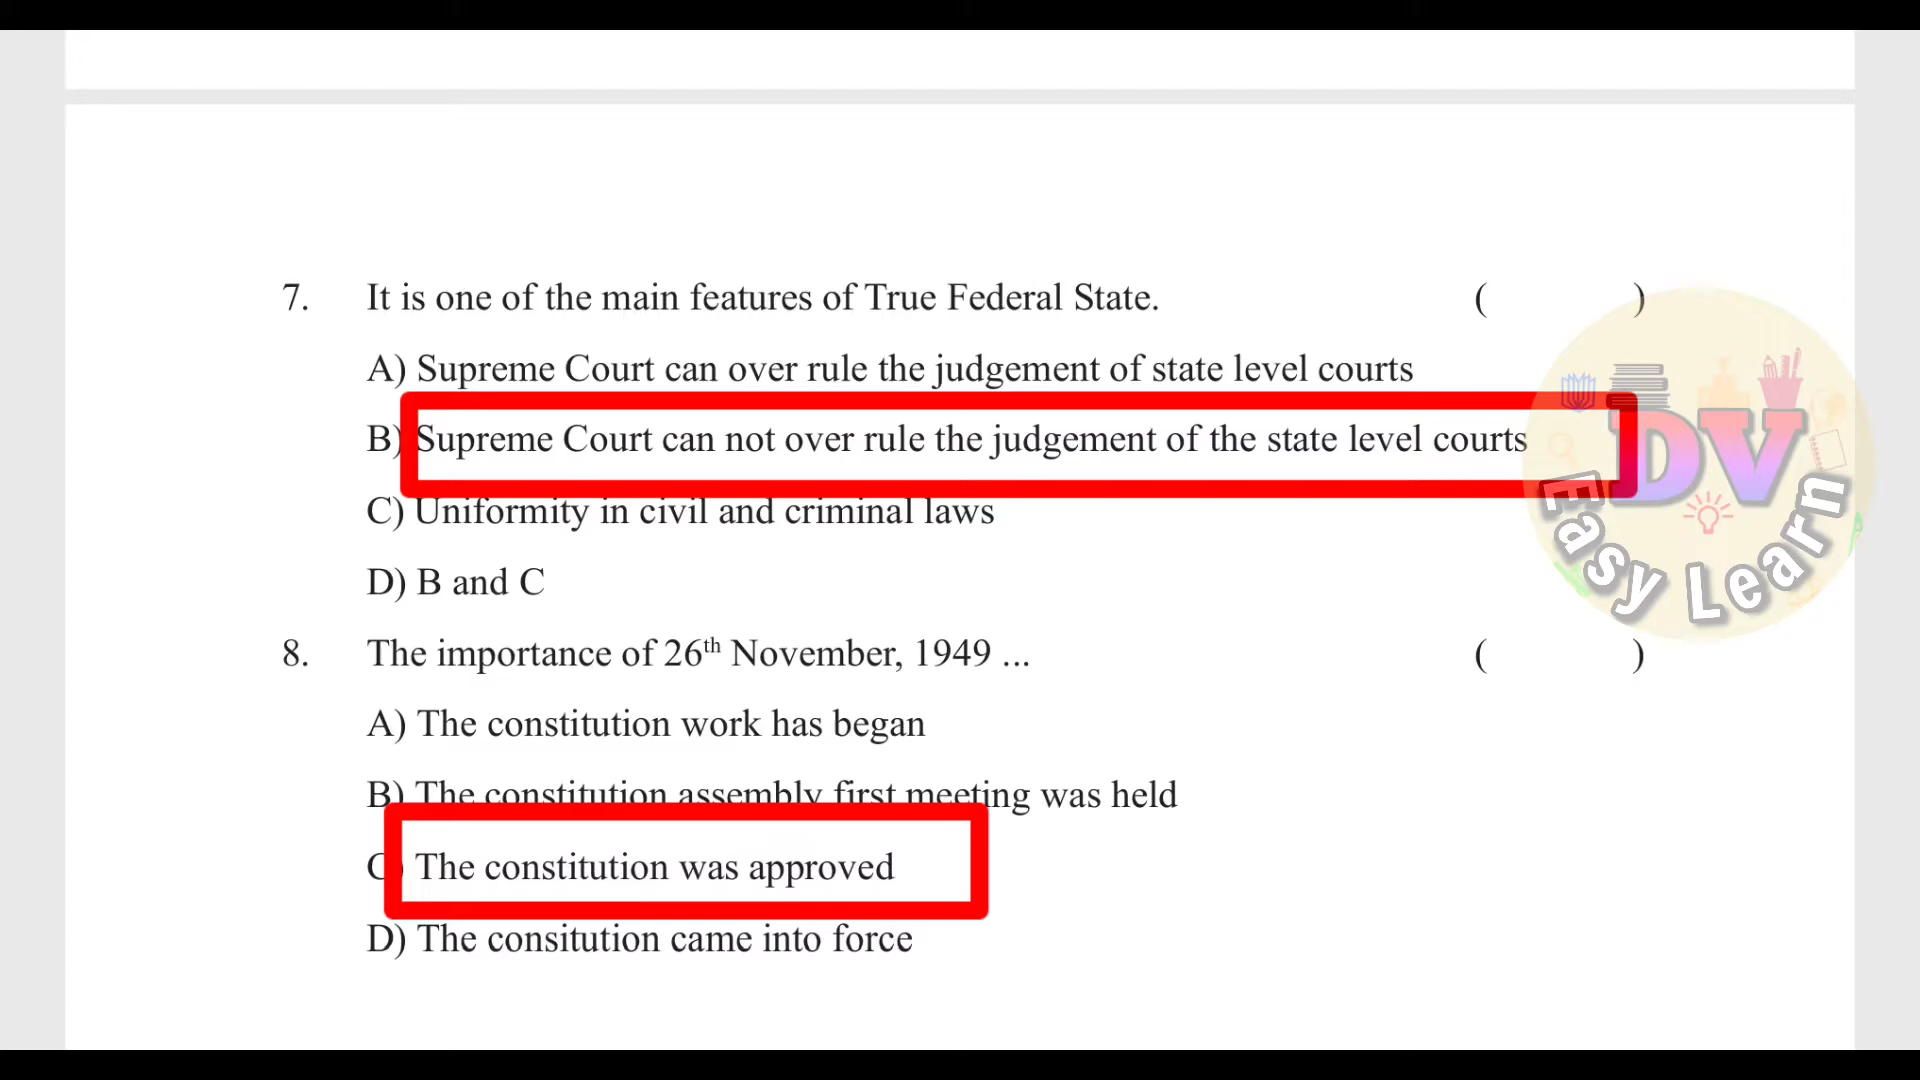 7. It is one of the main features of True Federal State. ( )
A) Supreme Court can over rule the judgement of state level courts
B) Supreme Court can not over rule the judgement of the state level courts
C) Uniformity in civil and criminal laws
D) B and C
8. The importance of 26th November, 1949 ... ( )
A) The constitution work has began
B) The constitution assembly first meeting was held
C) The constitution was approved
D) The consitution came into force
DV
Easy Learn